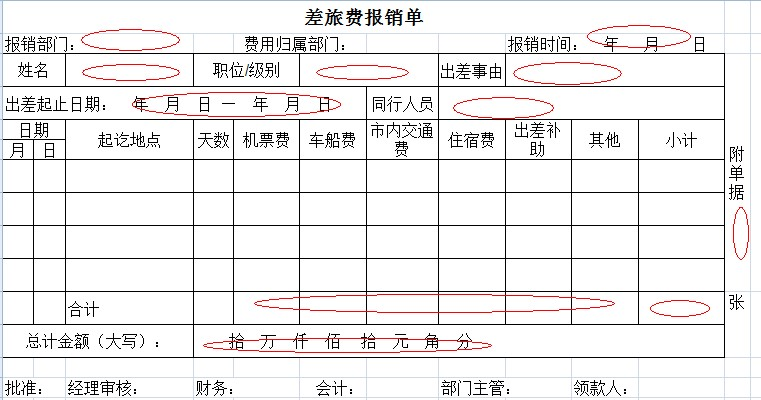 差旅费报销单
报销部门： 费用归属部门： 报销时间： 年 月 日
姓名 职位/级别 出差事由
出差起止日期： 年 月 日 — 年 月 日 同行人员
日期 起讫地点 天数 机票费 车船费 市内交通费 住宿费 出差补助 其他 小计
月 日
附单据 张
合计
总计金额（大写）： 拾 万 仟 佰 拾 元 角 分
批准： 经理审核： 财务： 会计： 部门主管： 领款人：